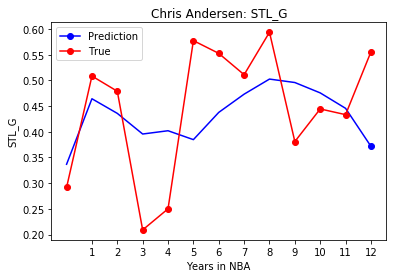 Chris Andersen: STL_G
Prediction
True
STL_G
0.60
0.55
0.50
0.45
0.40
0.35
0.30
0.25
0.20
1 2 3 4 5 6 7 8 9 10 11 12
Years in NBA